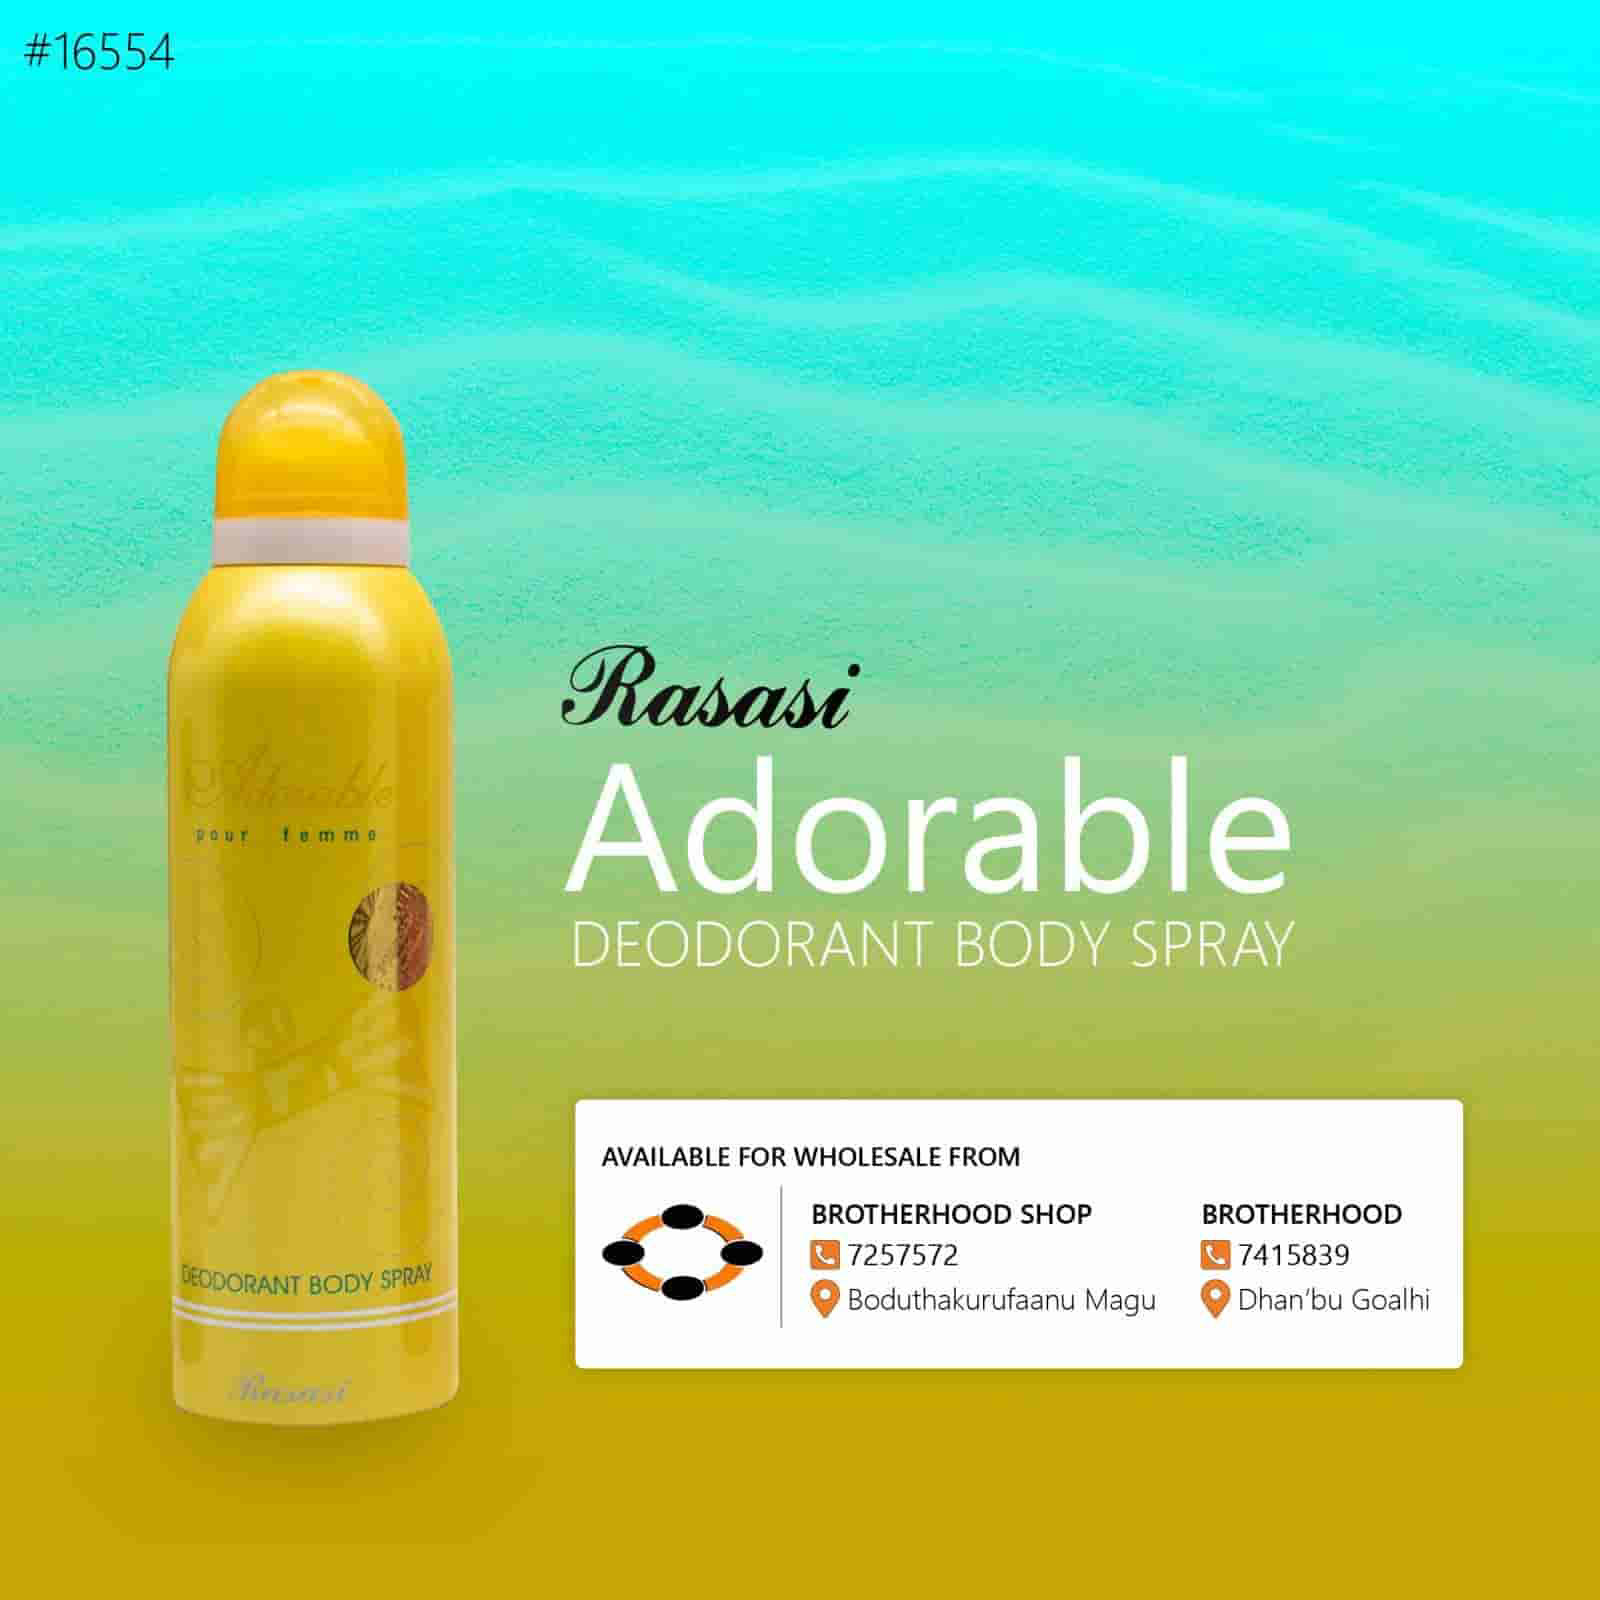 #16554
Adorable
pour femme
DEODORANT BODY SPRAY
Rasasi
Rasasi
Adorable
DEODORANT BODY SPRAY
AVAILABLE FOR WHOLESALE FROM
BROTHERHOOD SHOP
7257572
Boduthakurufaanu Magu
BROTHERHOOD
7415839
Dhan'bu Goalhi